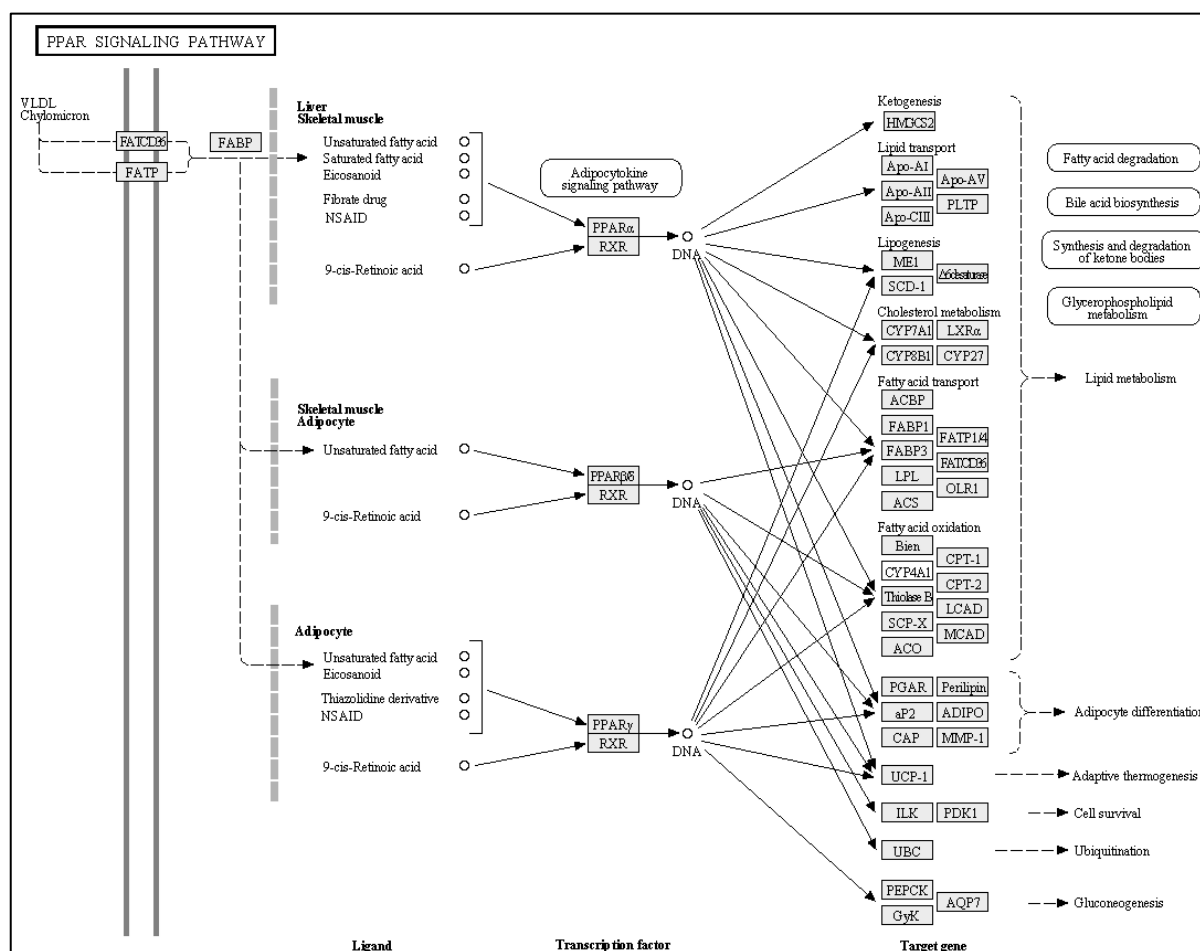 PPAR SIGNALING PATHWAY
VLDL
Chylomicron
FAT/CD36
FATP
FABP
Liver
Skeletal muscle
Unsaturated fatty acid
Saturated fatty acid
Eicosanoid
Fibrate drug
NSAID
9-cis-Retinoic acid
Adipocytokine
signaling pathway
PPARα
RXR
DNA
Skeletal muscle
Adipocyte
Unsaturated fatty acid
9-cis-Retinoic acid
PPARβ/δ
RXR
DNA
Adipocyte
Unsaturated fatty acid
Eicosanoid
Thiazolidine derivative
NSAID
9-cis-Retinoic acid
PPARγ
RXR
DNA
Ketogenesis
HMGCS2
Lipid transport
Apo-AI
Apo-AII
Apo-CIII
Apo-AV
PLTP
Lipogenesis
ME1
SCD-1
Δ6desaturase
Cholesterol metabolism
CYP7A1 LXRα
CYP8B1 CYP27
Fatty acid transport
ACBP
FABP1
FABP3
LPL
ACS
FATP1/4
FAT/CD36
OLR1
Fatty acid oxidation
Bien
CYP4A1
Thiolase B
SCP-X
ACO
CPT-1
CPT-2
LCAD
MCAD
PGAR Perilipin
aP2 ADIPO
CAP MMP-1
UCP-1
ILK PDK1
UBC
PEPCK
GyK
AQP7
Fatty acid degradation
Bile acid biosynthesis
Synthesis and degradation
of ketone bodies
Glycerophospholipid
metabolism
Lipid metabolism
Adipocyte differentiation
Adaptive thermogenesis
Cell survival
Ubiquitination
Gluconeogenesis
Ligand
Transcription factor
Target gene